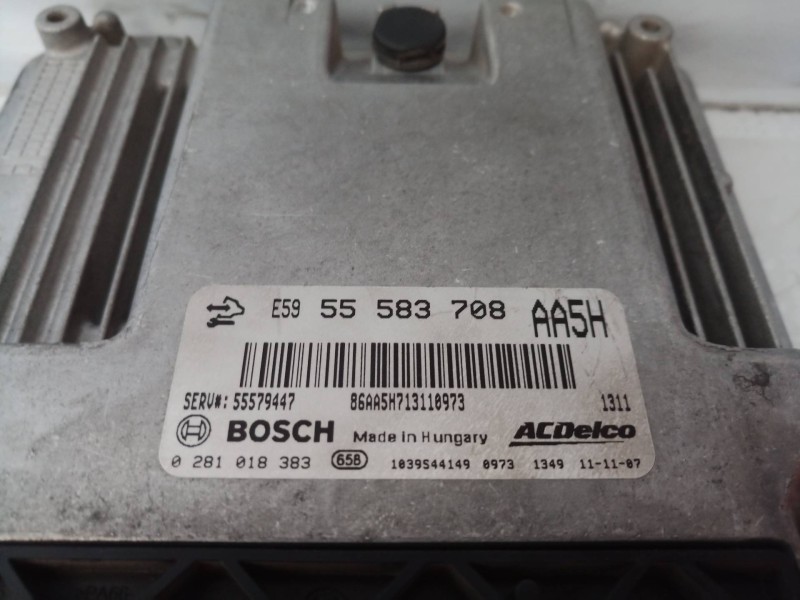 E59 55 583 708 AA5H
SERV#: 55579447 86AA5H713110973 1311
BOSCH Made in Hungary ACDelco
0 281 018 383 658 1039S44149 0973 1349 11-11-07